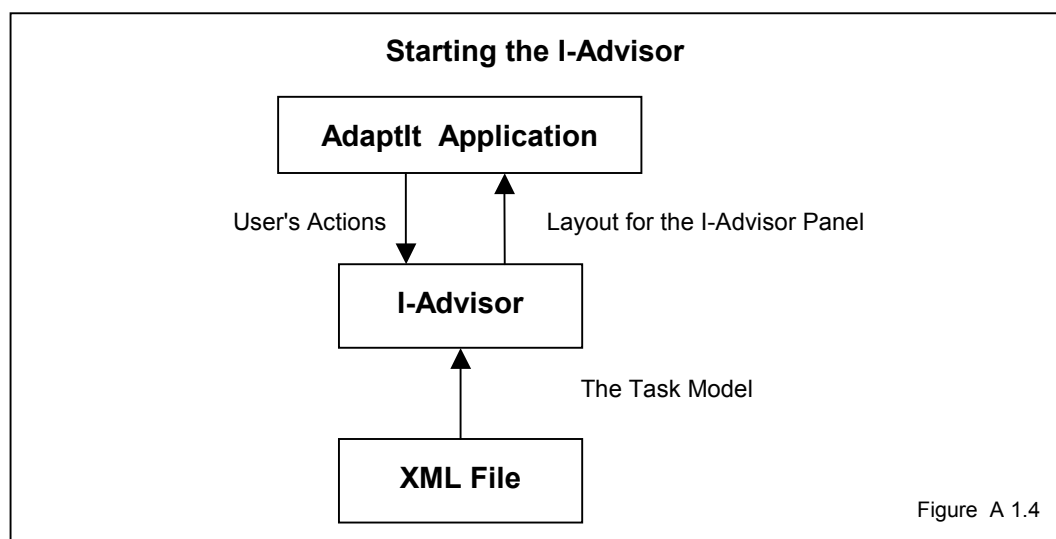 Starting the I-Advisor
AdaptIt Application
User's Actions
Layout for the I-Advisor Panel
I-Advisor
The Task Model
XML File
Figure A 1.4